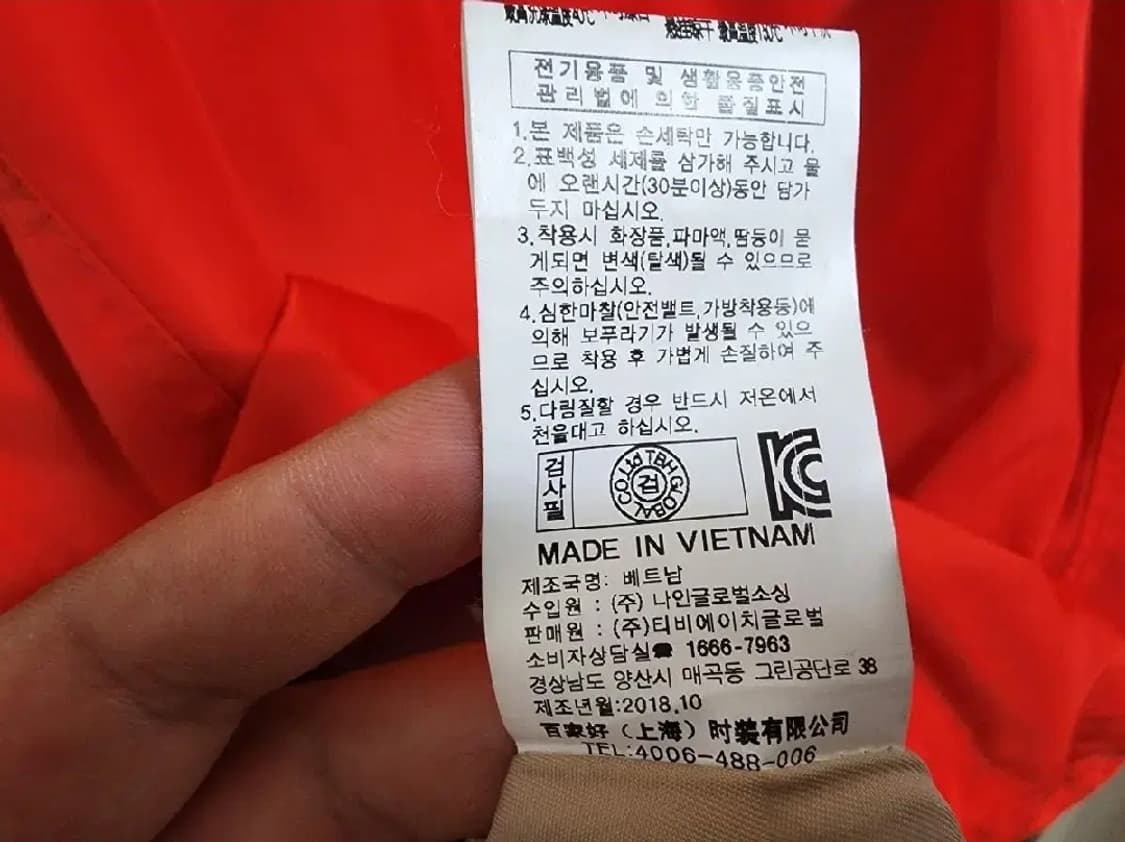 전기용품 및 생활용품안전
관리법에 의한 품질표시
1.본 제품은 손세탁만 가능합니다.
2.표백성 세제를 삼가해 주시고 물
에 오랜시간(30분이상)동안 담가
두지 마십시오.
3.착용시 화장품,파마액,땀등이 묻
게되면 변색(탈색)될 수 있으므로
주의하십시오.
4.심한마찰(안전밸트,가방착용등)에
의해 보푸라기가 발생될 수 있으
므로 착용 후 가볍게 손질하여 주
십시오.
5.다림질할 경우 반드시 저온에서
천을대고 하십시오.
검사필
TBH GLOBAL CO.,Ltd
검
KC
MADE IN VIETNAM
제조국명: 베트남
수입원 : (주) 나인글로벌소싱
판매원 : (주)티비에이치글로벌
소비자상담실☎ 1666-7963
경상남도 양산시 매곡동 그린공단로 38
제조년월:2018.10
百家好（上海）时装有限公司
TEL:4006-488-006